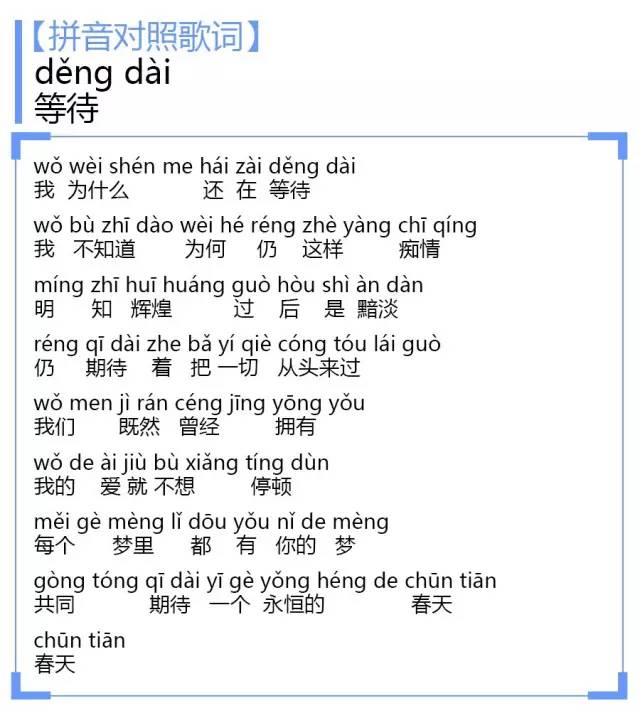 【拼音对照歌词】
děng dài
等待
wǒ wèi shén me hái zài děng dài
我 为什么 还 在 等待
wǒ bù zhī dào wèi hé réng zhè yàng chī qíng
我 不知道 为何 仍 这样 痴情
míng zhī huī huáng guò hòu shì àn dàn
明 知 辉煌 过 后 是 黯淡
réng qī dài zhe bǎ yí qiè cóng tóu lái guò
仍 期待 着 把 一切 从头来过
wǒ men jì rán céng jīng yōng yǒu
我们 既然 曾经 拥有
wǒ de ài jiù bù xiǎng tíng dùn
我的 爱 就 不想 停顿
měi gè mèng lǐ dōu yǒu nǐ de mèng
每个 梦里 都 有 你的 梦
gòng tóng qī dài yī gè yǒng héng de chūn tiān
共同 期待 一个 永恒的 春天
chūn tiān
春天